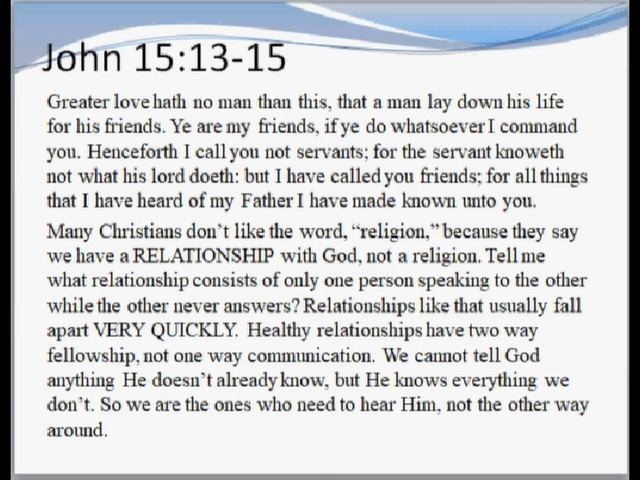 John 15:13-15
Greater love hath no man than this, that a man lay down his life
for his friends. Ye are my friends, if ye do whatsoever I command
you. Henceforth I call you not servants; for the servant knoweth
not what his lord doeth: but I have called you friends; for all things
that I have heard of my Father I have made known unto you.
Many Christians don’t like the word, “religion,” because they say
we have a RELATIONSHIP with God, not a religion. Tell me
what relationship consists of only one person speaking to the other
while the other never answers? Relationships like that usually fall
apart VERY QUICKLY. Healthy relationships have two way
fellowship, not one way communication. We cannot tell God
anything He doesn’t already know, but He knows everything we
don’t. So we are the ones who need to hear Him, not the other way
around.